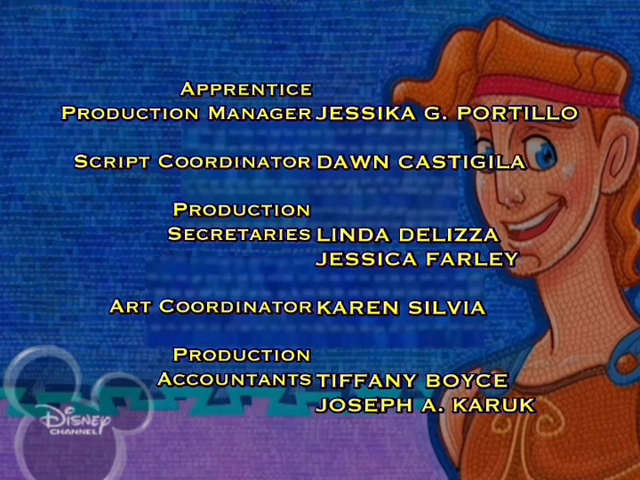 APPRENTICE
PRODUCTION MANAGER JESSIKA G. PORTILLO
SCRIPT COORDINATOR DAWN CASTIGILA
PRODUCTION
SECRETARIES LINDA DELIZZA
JESSICA FARLEY
ART COORDINATOR KAREN SILVIA
PRODUCTION
ACCOUNTANTS TIFFANY BOYCE
JOSEPH A. KARUK
Disney
CHANNEL